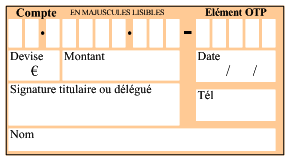 Compte EN MAJUSCULES LISIBLES Elément OTP
Devise Montant Date
€ / /
Signature titulaire ou délégué
Tél
Nom